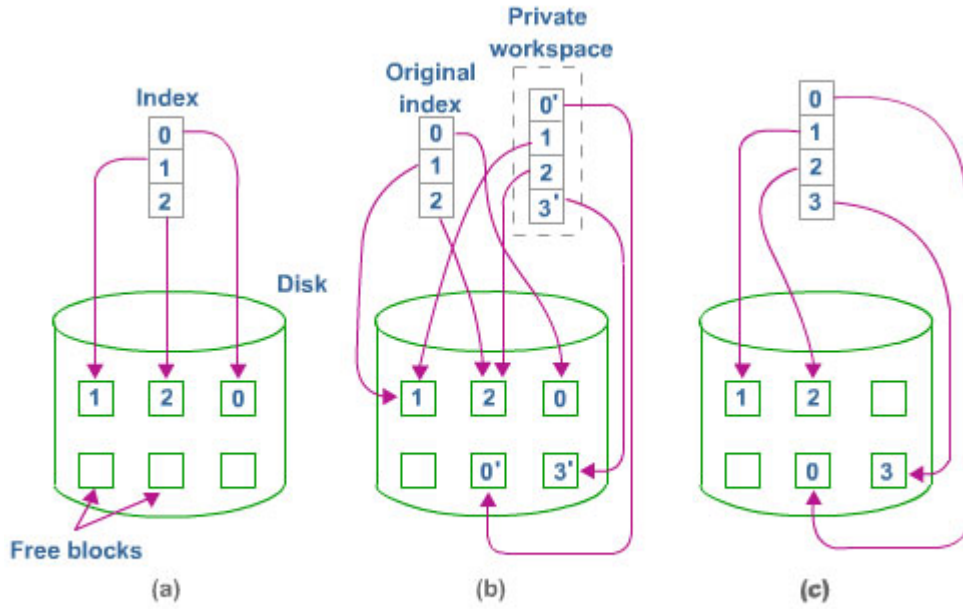 Index
0
1
2
Disk
1 2 0
Free blocks
(a)
Private
workspace
Original
index
0
1
2
0'
1
2
3'
1 2 0
0' 3'
(b)
0
1
2
3
1 2
0 3
(c)